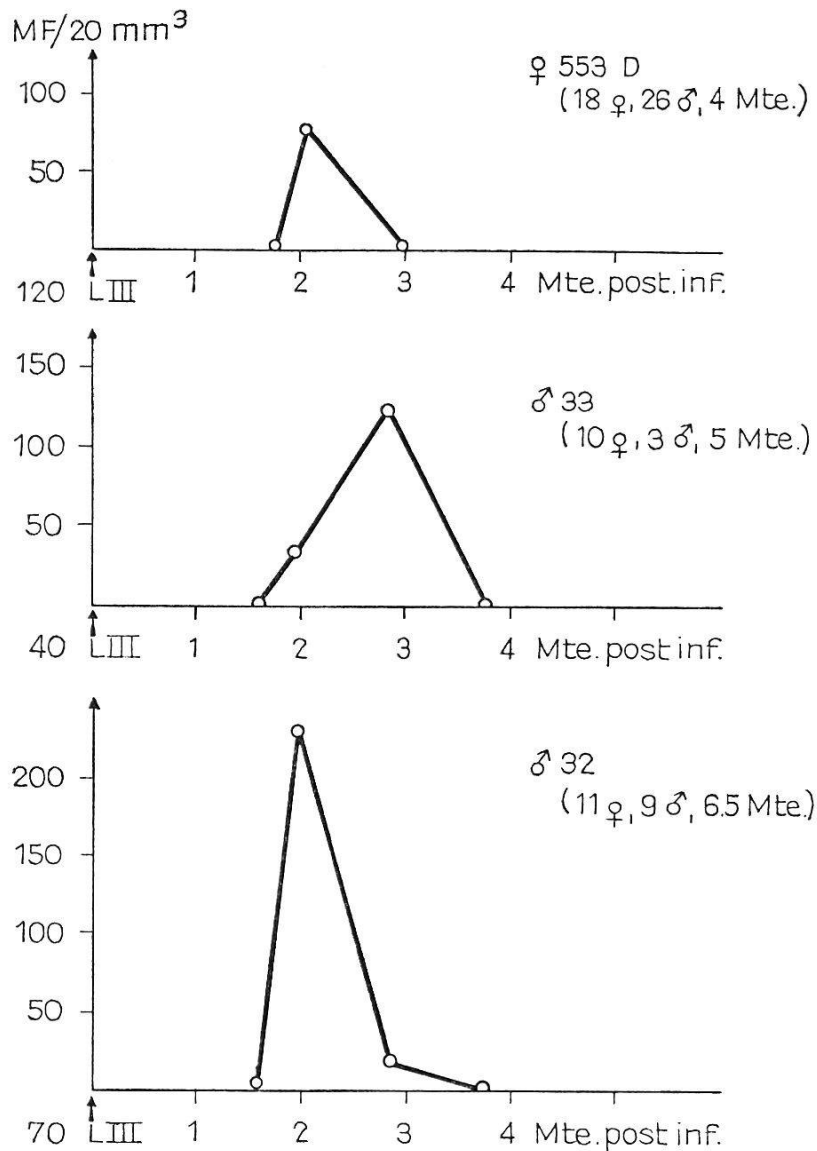 MF/20 mm³
♀ 553 D
(18 ♀, 26 ♂, 4 Mte.)
100
50
120 LIII 1 2 3 4 Mte. post. inf.
150
100
50
♂ 33
(10 ♀, 3 ♂, 5 Mte.)
40 LIII 1 2 3 4 Mte. post inf.
200
150
100
50
♂ 32
(11 ♀, 9 ♂, 6.5 Mte.)
70 LIII 1 2 3 4 Mte. post inf.